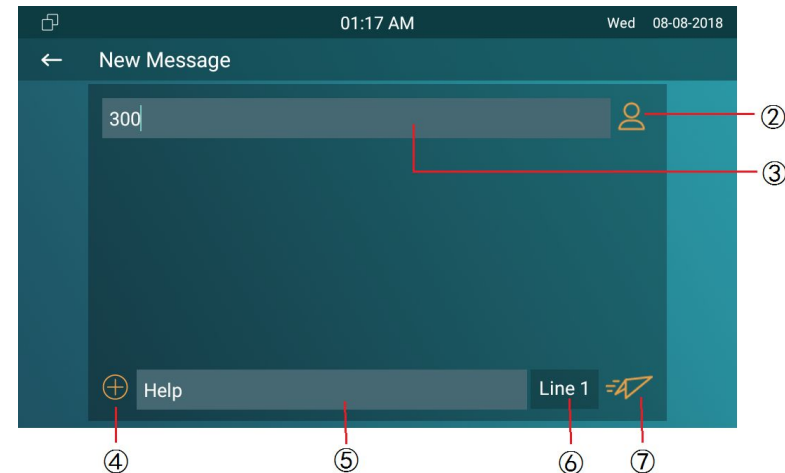 01:17 AM Wed 08-08-2018
New Message
300
②
③
Help Line 1
④ ⑤ ⑥ ⑦